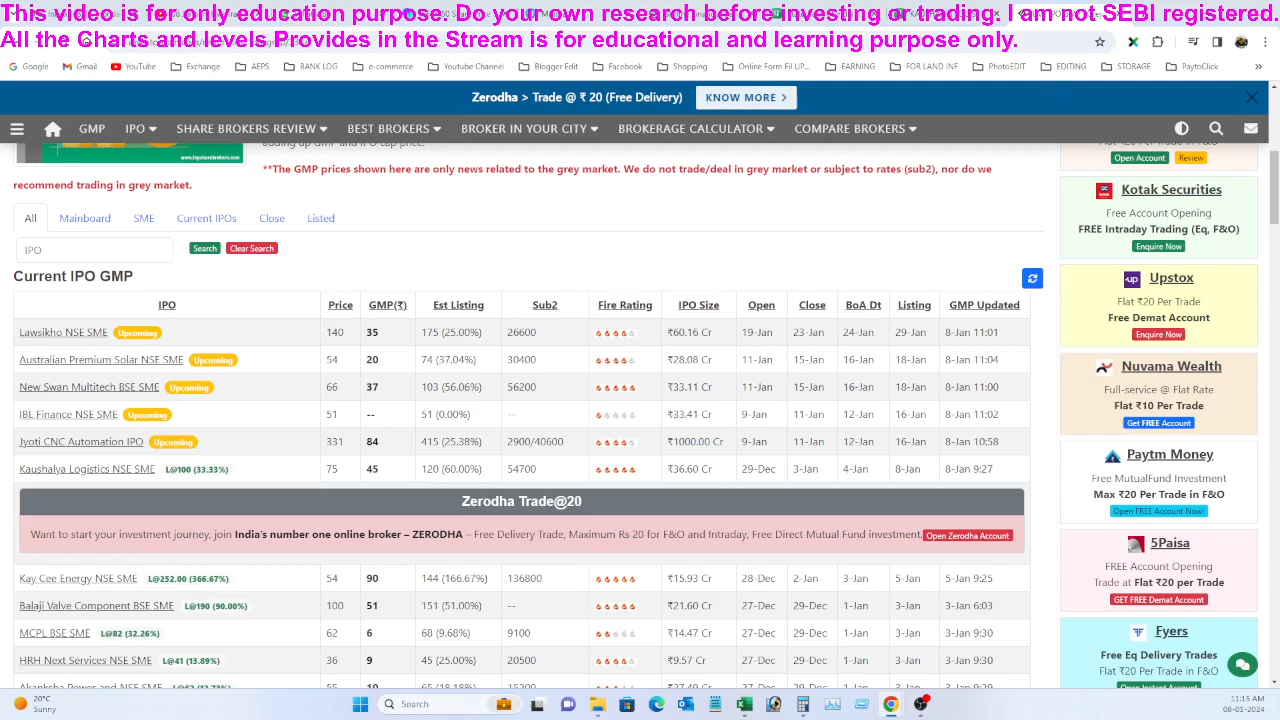 This video is for only education purpose. Do your own research before investing or trading. I am not SEBI registered.
All the Charts and levels Provides in the Stream is for educational and learning purpose only.
Google Gmail YouTube Exchange AEPS BANK LOG e-commerce Youtube Channel Blogger Edit Facebook Shopping Online Form Fil UP... EARNING FOR LAND INF PhotoEDIT EDITING STORAGE PaytoClick »
Zerodha > Trade @ ₹ 20 (Free Delivery) KNOW MORE >
GMP IPO SHARE BROKERS REVIEW BEST BROKERS BROKER IN YOUR CITY BROKERAGE CALCULATOR COMPARE BROKERS
www.topsharebrokers.com
**The GMP prices shown here are only news related to the grey market. We do not trade/deal in grey market or subject to rates (sub2), nor do we
recommend trading in grey market.
All Mainboard SME Current IPOs Close Listed
IPO Search Clear Search
Current IPO GMP
IPO Price GMP(₹) Est Listing Sub2 Fire Rating IPO Size Open Close BoA Dt Listing GMP Updated
Lawsikho NSE SME Upcoming 140 35 175 (25.00%) 26600 ₹60.16 Cr 19-Jan 23-Jan 24-Jan 29-Jan 8-Jan 11:01
Australian Premium Solar NSE SME Upcoming 54 20 74 (37.04%) 30400 ₹28.08 Cr 11-Jan 15-Jan 16-Jan 18-Jan 8-Jan 11:04
New Swan Multitech BSE SME Upcoming 66 37 103 (56.06%) 56200 ₹33.11 Cr 11-Jan 15-Jan 16-Jan 18-Jan 8-Jan 11:00
IBL Finance NSE SME Upcoming 51 -- 51 (0.00%) -- ₹33.41 Cr 9-Jan 11-Jan 12-Jan 16-Jan 8-Jan 11:02
Jyoti CNC Automation IPO Upcoming 331 84 415 (25.38%) 2900/40600 ₹1000.00 Cr 9-Jan 11-Jan 12-Jan 16-Jan 8-Jan 10:58
Kaushalya Logistics NSE SME L@100 (33.33%) 75 45 120 (60.00%) 54700 ₹36.60 Cr 29-Dec 3-Jan 4-Jan 8-Jan 8-Jan 9:27
Zerodha Trade@20
Want to start your investment journey, join India's number one online broker – ZERODHA – Free Delivery Trade, Maximum Rs 20 for F&O and Intraday, Free Direct Mutual Fund investment. Open Zerodha Account
Kay Cee Energy NSE SME L@252.00 (366.67%) 54 90 144 (166.67%) 136800 ₹15.93 Cr 28-Dec 2-Jan 3-Jan 5-Jan 5-Jan 9:25
Balaji Valve Component BSE SME L@190 (90.00%) 100 51 151 (51.00%) -- ₹21.60 Cr 27-Dec 29-Dec 1-Jan 3-Jan 3-Jan 6:03
MCPL BSE SME L@82 (32.26%) 62 6 68 (9.68%) 9100 ₹14.47 Cr 27-Dec 29-Dec 1-Jan 3-Jan 3-Jan 9:30
HRH Next Services NSE SME L@41 (13.89%) 36 9 45 (25.00%) 20500 ₹9.57 Cr 27-Dec 29-Dec 1-Jan 3-Jan 3-Jan 9:30
Open Account Review
Kotak Securities
Free Account Opening
FREE Intraday Trading (Eq, F&O)
Enquire Now
Upstox
Flat ₹20 Per Trade
Free Demat Account
Enquire Now
Nuvama Wealth
Full-service @ Flat Rate
Flat ₹10 Per Trade
Get FREE Account
Paytm Money
Free MutualFund Investment
Max ₹20 Per Trade in F&O
Open FREE Account Now!
5Paisa
FREE Account Opening
Trade at Flat ₹20 per Trade
GET FREE Demat Account
Fyers
Free Eq Delivery Trades
Flat ₹20 Per Trade in F&O
20°C
Sunny
Search
11:15 AM
08-01-2024